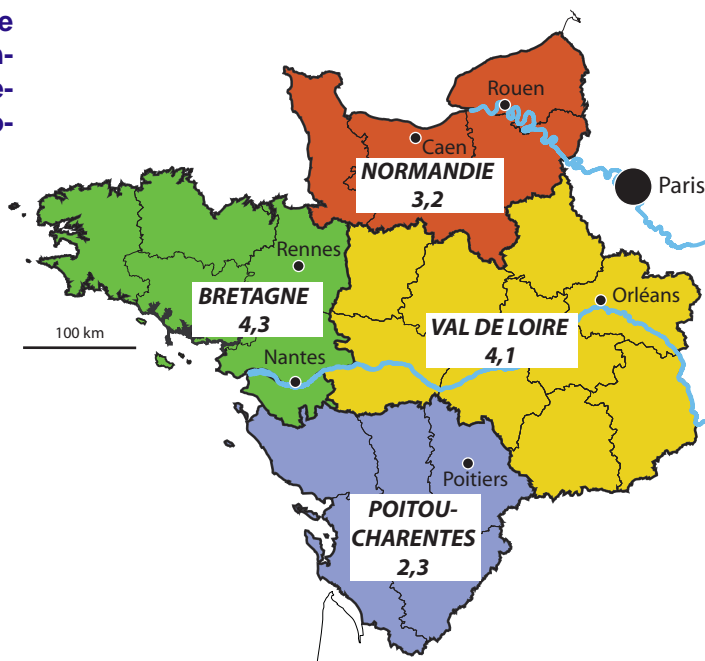 e
n-
e-
o-
Rouen
Caen
NORMANDIE
3,2
Paris
Rennes
BRETAGNE
4,3
Orléans
VAL DE LOIRE
4,1
100 km
Nantes
Poitiers
POITOU-
CHARENTES
2,3